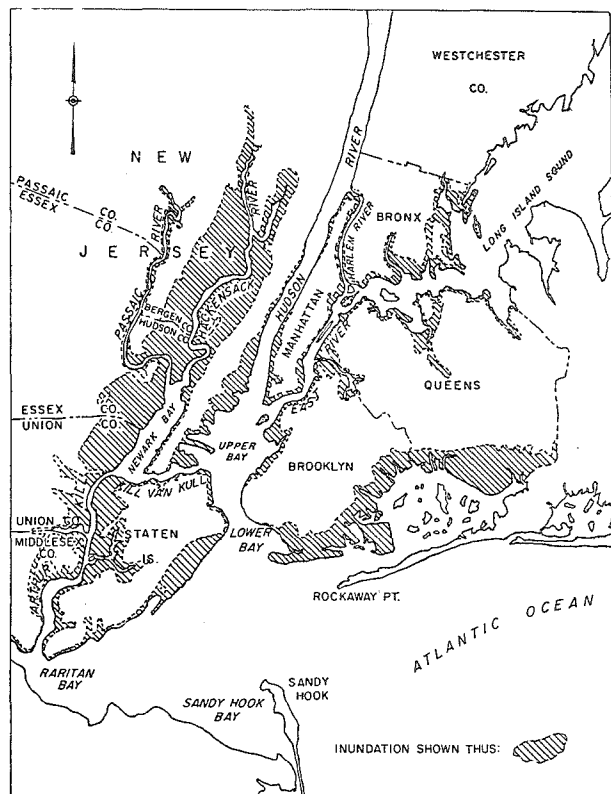 WESTCHESTER
CO.
NEW
JERSEY
PASSAIC CO.
ESSEX CO.
PASSAIC RIVER
HACKENSACK RIVER
BERGEN CO.
HUDSON CO.
HUDSON RIVER
MANHATTAN
HARLEM RIVER
BRONX
LONG ISLAND SOUND
EAST RIVER
QUEENS
ESSEX CO.
UNION CO.
NEWARK BAY
UPPER
BAY
BROOKLYN
KILL VAN KULL
UNION CO.
MIDDLESEX
CO.
ARTHUR KILL
STATEN
IS.
LOWER
BAY
ROCKAWAY PT.
ATLANTIC OCEAN
RARITAN
BAY
SANDY HOOK
BAY
SANDY
HOOK
INUNDATION SHOWN THUS: